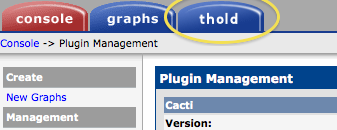 console graphs thold
Console -> Plugin Management
Create
New Graphs
Management
Plugin Management
Cacti
Version: